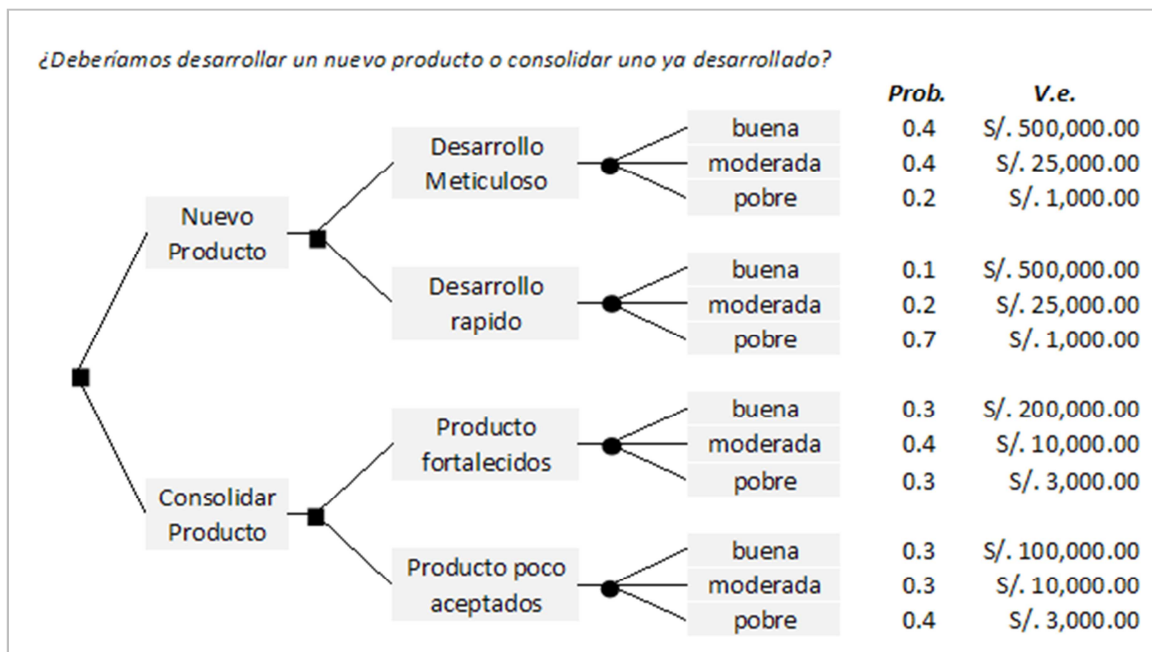 ¿Deberíamos desarrollar un nuevo producto o consolidar uno ya desarrollado?
Prob. V.e.
Nuevo
Producto
Desarrollo
Meticuloso
buena 0.4 S/. 500,000.00
moderada 0.4 S/. 25,000.00
pobre 0.2 S/. 1,000.00
Desarrollo
rapido
buena 0.1 S/. 500,000.00
moderada 0.2 S/. 25,000.00
pobre 0.7 S/. 1,000.00
Consolidar
Producto
Producto
fortalecidos
buena 0.3 S/. 200,000.00
moderada 0.4 S/. 10,000.00
pobre 0.3 S/. 3,000.00
Producto poco
aceptados
buena 0.3 S/. 100,000.00
moderada 0.3 S/. 10,000.00
pobre 0.4 S/. 3,000.00